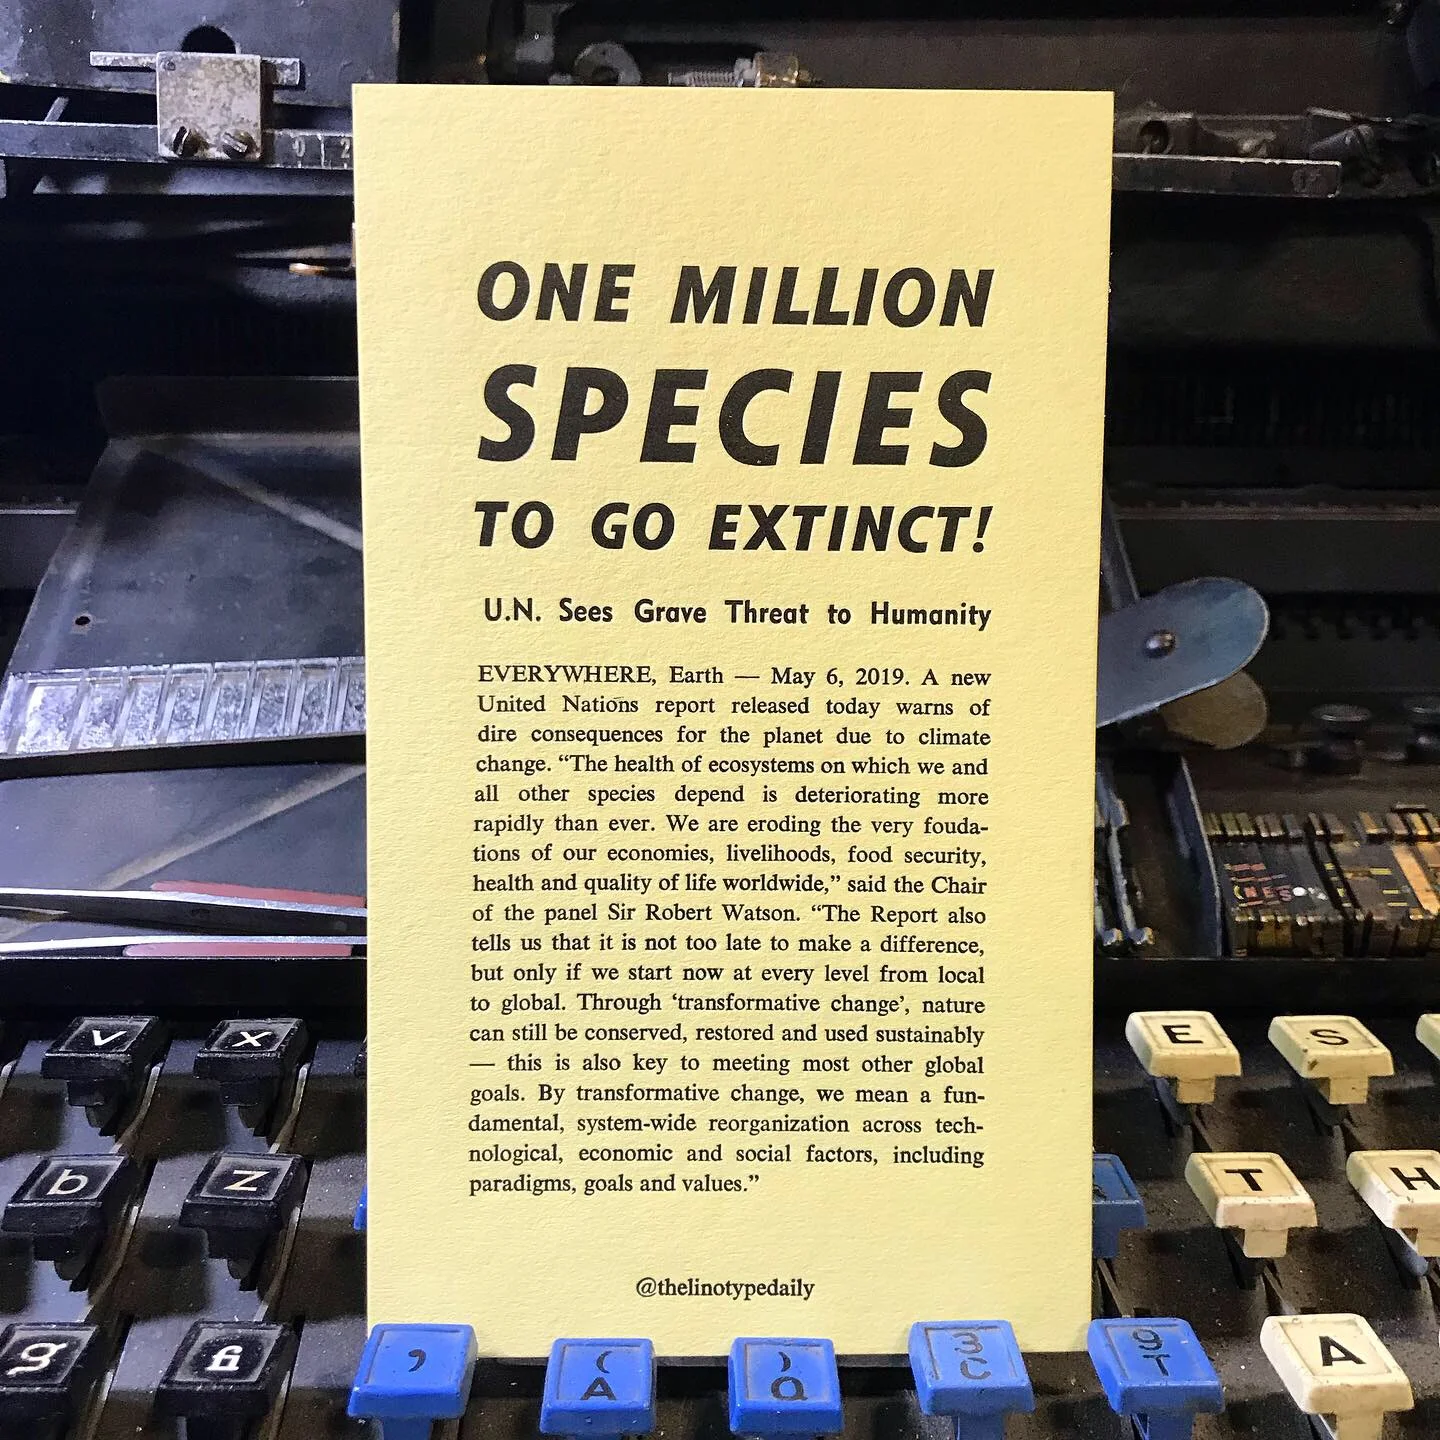 ONE MILLION
SPECIES
TO GO EXTINCT!
U.N. Sees Grave Threat to Humanity
EVERYWHERE, Earth — May 6, 2019. A new
United Nations report released today warns of
dire consequences for the planet due to climate
change. “The health of ecosystems on which we and
all other species depend is deteriorating more
rapidly than ever. We are eroding the very fouda-
tions of our economies, livelihoods, food security,
health and quality of life worldwide,” said the Chair
of the panel Sir Robert Watson. “The Report also
tells us that it is not too late to make a difference,
but only if we start now at every level from local
to global. Through ‘transformative change’, nature
can still be conserved, restored and used sustainably
— this is also key to meeting most other global
goals. By transformative change, we mean a fun-
damental, system-wide reorganization across tech-
nological, economic and social factors, including
paradigms, goals and values.”
@thelinotypedaily
v x
E S
b z
T H
g fi
,
( A
) Q
3 C
9 T
A